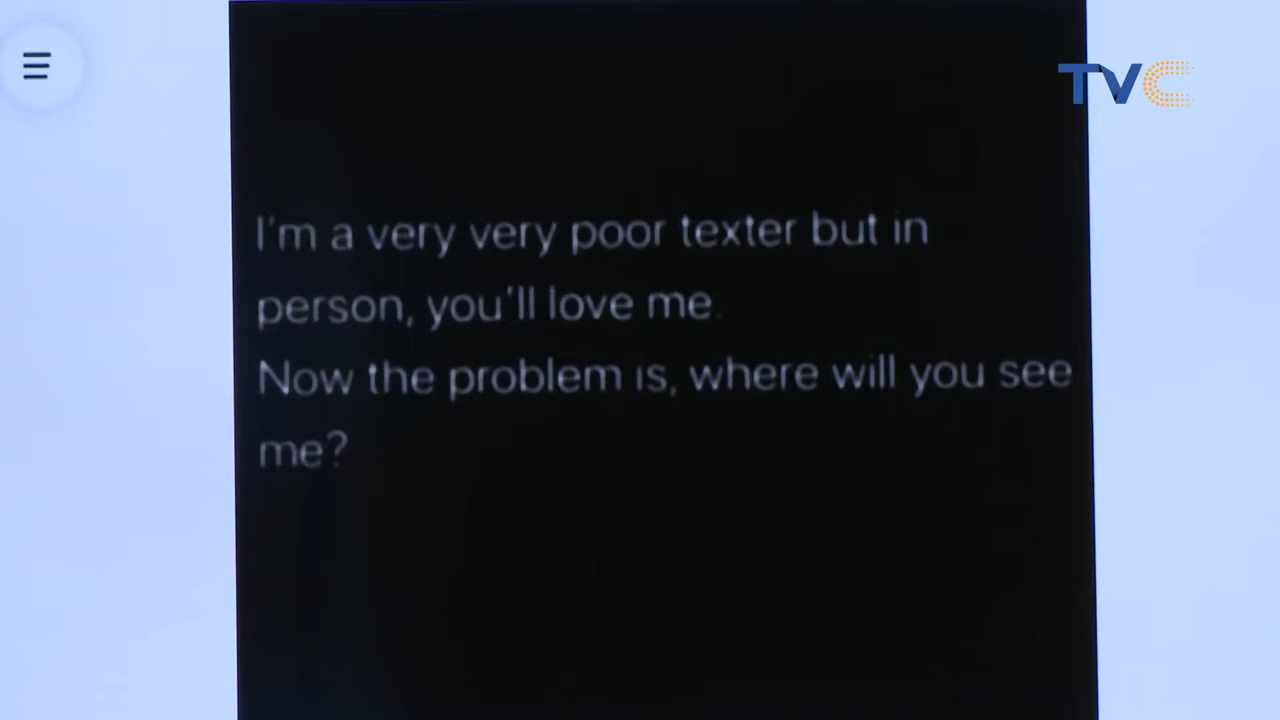 TVC
I'm a very very poor texter but in
person, you'll love me.
Now the problem is, where will you see
me?